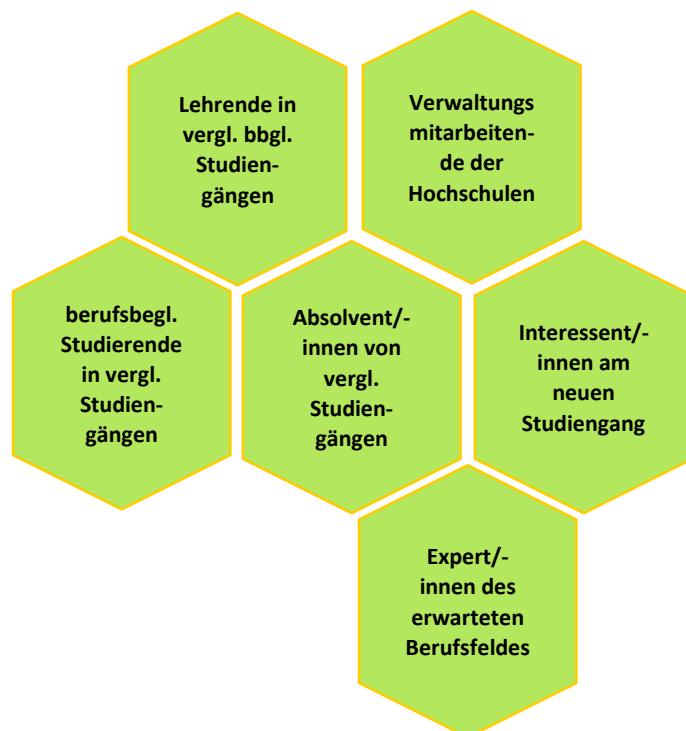 Lehrende in
vergl. bbgl.
Studien-
gängen
Verwaltungs
mitarbeiten-
de der
Hochschulen
berufsbegl.
Studierende
in vergl.
Studien-
gängen
Absolvent/-
innen von
vergl.
Studien-
gängen
Interessent/-
innen am
neuen
Studiengang
Expert/-
innen des
erwarteten
Berufsfeldes